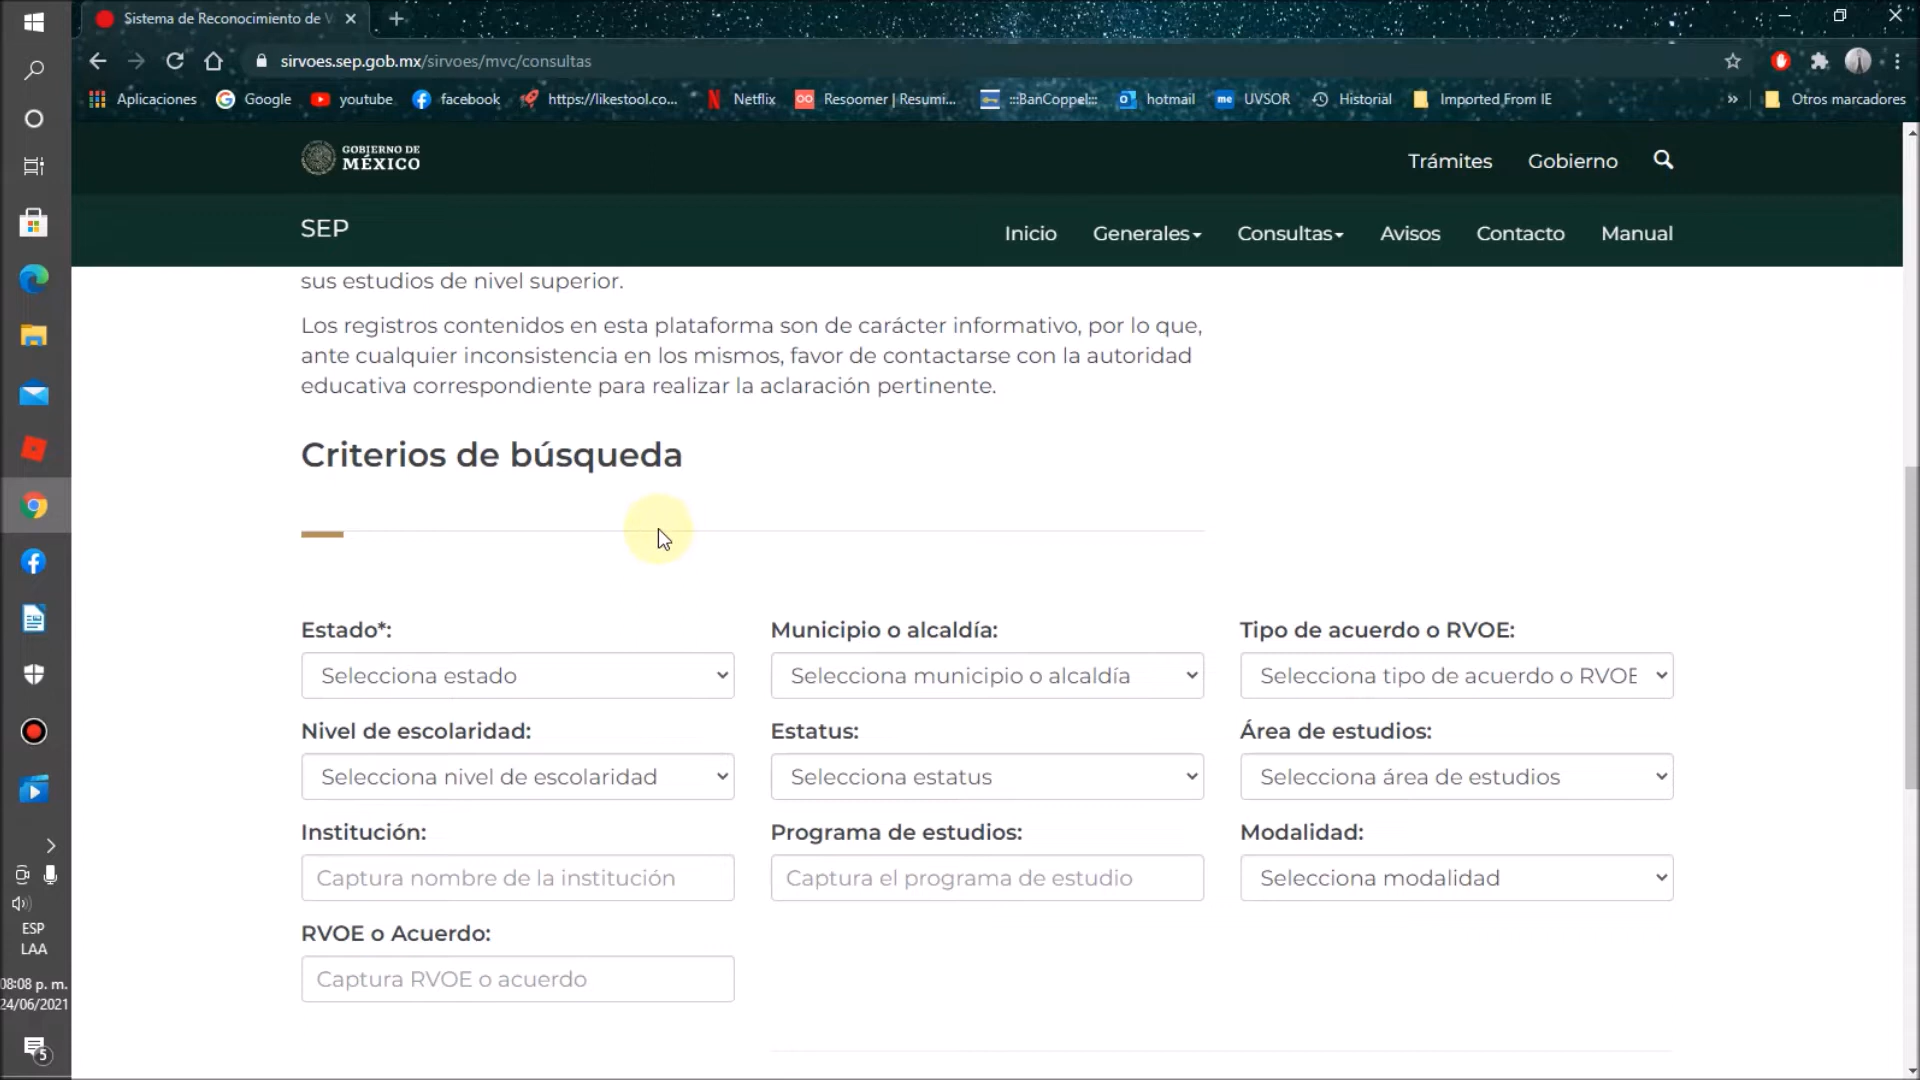 Sistema de Reconocimiento de V
sirvoes.sep.gob.mx/sirvoes/mvc/consultas
Aplicaciones
Google
youtube
facebook
https://likestool.co...
Netflix
Resoomer | Resumi...
:::BanCoppel:::
hotmail
UVSOR
Historial
Imported From IE
»
Otros marcadores
GOBIERNO DE
MÉXICO
Trámites
Gobierno
SEP
Inicio
Generales
Consultas
Avisos
Contacto
Manual
sus estudios de nivel superior.
Los registros contenidos en esta plataforma son de carácter informativo, por lo que,
ante cualquier inconsistencia en los mismos, favor de contactarse con la autoridad
educativa correspondiente para realizar la aclaración pertinente.
Criterios de búsqueda
Estado*:
Municipio o alcaldía:
Tipo de acuerdo o RVOE:
Selecciona estado
Selecciona municipio o alcaldía
Selecciona tipo de acuerdo o RVOE
Nivel de escolaridad:
Estatus:
Área de estudios:
Selecciona nivel de escolaridad
Selecciona estatus
Selecciona área de estudios
Institución:
Programa de estudios:
Modalidad:
Captura nombre de la institución
Captura el programa de estudio
Selecciona modalidad
RVOE o Acuerdo:
Captura RVOE o acuerdo
ESP
LAA
08:08 p. m.
24/06/2021
5